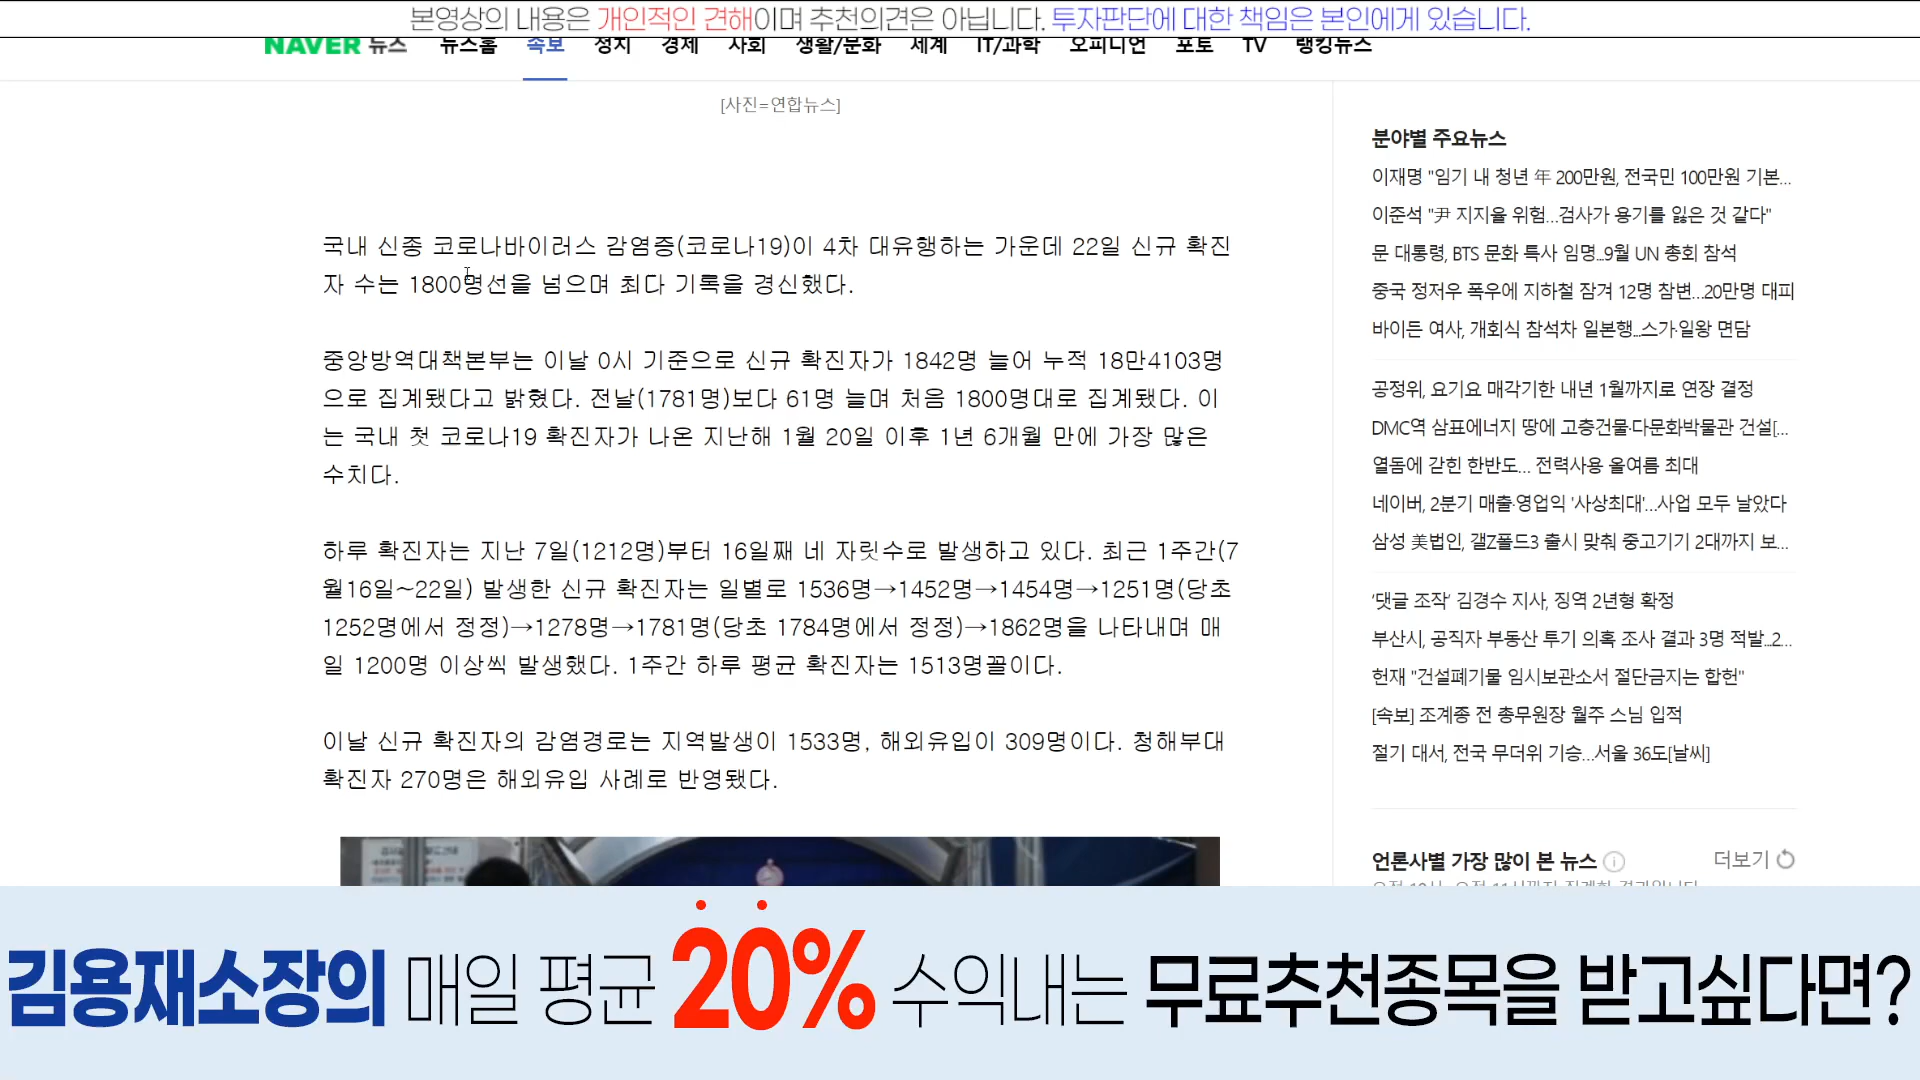 본영상의 내용은 개인적인 견해이며 추천의견은 아닙니다. 투자판단에 대한 책임은 본인에게 있습니다.
NAVER 뉴스 뉴스홈 속보 정치 경제 사회 생활/문화 세계 IT/과학 오피니언 포토 TV 랭킹뉴스
[사진=연합뉴스]
국내 신종 코로나바이러스 감염증(코로나19)이 4차 대유행하는 가운데 22일 신규 확진
자 수는 1800명선을 넘으며 최다 기록을 경신했다.
중앙방역대책본부는 이날 0시 기준으로 신규 확진자가 1842명 늘어 누적 18만4103명
으로 집계됐다고 밝혔다. 전날(1781명)보다 61명 늘며 처음 1800명대로 집계됐다. 이
는 국내 첫 코로나19 확진자가 나온 지난해 1월 20일 이후 1년 6개월 만에 가장 많은
수치다.
하루 확진자는 지난 7일(1212명)부터 16일째 네 자릿수로 발생하고 있다. 최근 1주간(7
월16일~22일) 발생한 신규 확진자는 일별로 1536명→1452명→1454명→1251명(당초
1252명에서 정정)→1278명→1781명(당초 1784명에서 정정)→1862명을 나타내며 매
일 1200명 이상씩 발생했다. 1주간 하루 평균 확진자는 1513명꼴이다.
이날 신규 확진자의 감염경로는 지역발생이 1533명, 해외유입이 309명이다. 청해부대
확진자 270명은 해외유입 사례로 반영됐다.
분야별 주요뉴스
이재명 "임기 내 청년 年 200만원, 전국민 100만원 기본...
이준석 "尹 지지율 위험...검사가 용기를 잃은 것 같다"
문 대통령, BTS 문화 특사 임명...9월 UN 총회 참석
중국 정저우 폭우에 지하철 잠겨 12명 참변...20만명 대피
바이든 여사, 개회식 참석차 일본행...스가·일왕 면담
공정위, 요기요 매각기한 내년 1월까지로 연장 결정
DMC역 삼표에너지 땅에 고층건물·다문화박물관 건설[...
열돔에 갇힌 한반도... 전력사용 올여름 최대
네이버, 2분기 매출·영업익 '사상최대'...사업 모두 날았다
삼성 美법인, 갤Z폴드3 출시 맞춰 중고기기 2대까지 보...
'댓글 조작' 김경수 지사, 징역 2년형 확정
부산시, 공직자 부동산 투기 의혹 조사 결과 3명 적발...2...
헌재 "건설폐기물 임시보관소서 절단금지는 합헌"
[속보] 조계종 전 총무원장 월주 스님 입적
절기 대서, 전국 무더위 기승...서울 36도[날씨]
언론사별 가장 많이 본 뉴스 더보기
김용재소장의 매일 평균 20% 수익내는 무료추천종목을 받고싶다면?